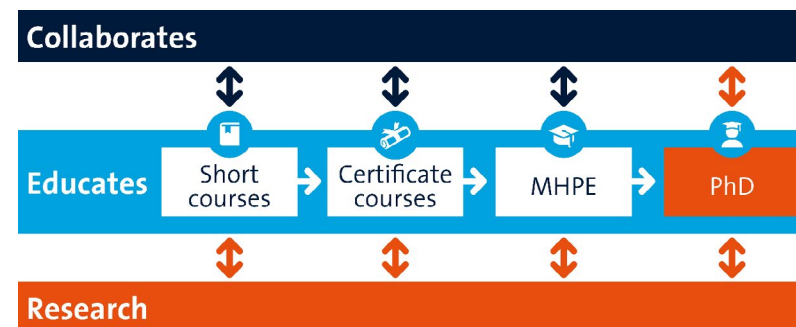 Collaborates
Educates
Short
courses
Certificate
courses
MHPE
PhD
Research